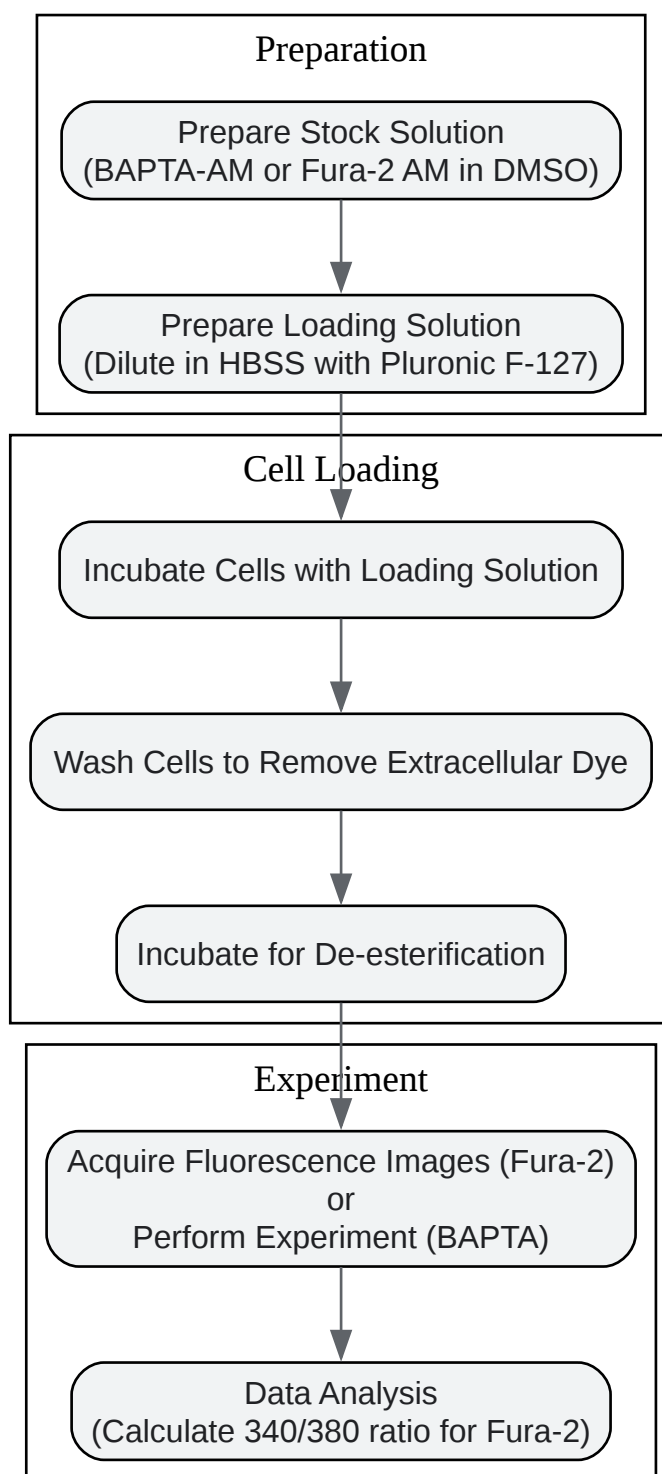 Preparation
Prepare Stock Solution
(BAPTA-AM or Fura-2 AM in DMSO)
Prepare Loading Solution
(Dilute in HBSS with Pluronic F-127)
Cell Loading
Incubate Cells with Loading Solution
Wash Cells to Remove Extracellular Dye
Incubate for De-esterification
Experiment
Acquire Fluorescence Images (Fura-2)
or
Perform Experiment (BAPTA)
Data Analysis
(Calculate 340/380 ratio for Fura-2)